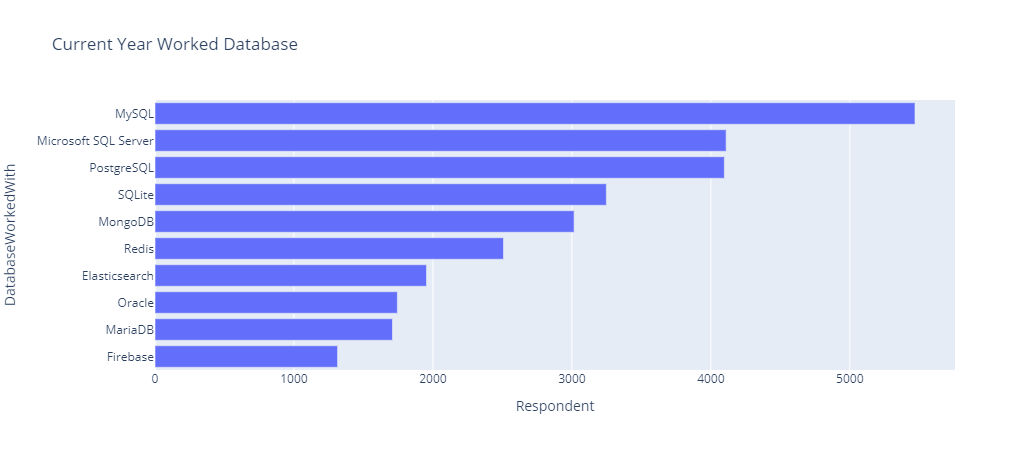 Current Year Worked Database
DatabaseWorkedWith
MySQL
Microsoft SQL Server
PostgreSQL
SQLite
MongoDB
Redis
Elasticsearch
Oracle
MariaDB
Firebase
0 1000 2000 3000 4000 5000
Respondent